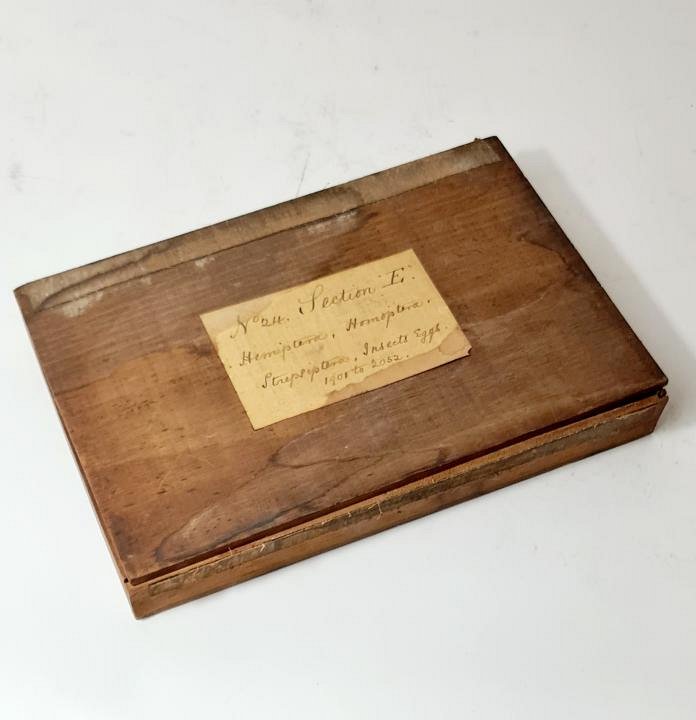 No 24. Section "E".
Hemiptera, Homoptera,
Strepsiptera, Insects Eggs.
1901 to 2052.